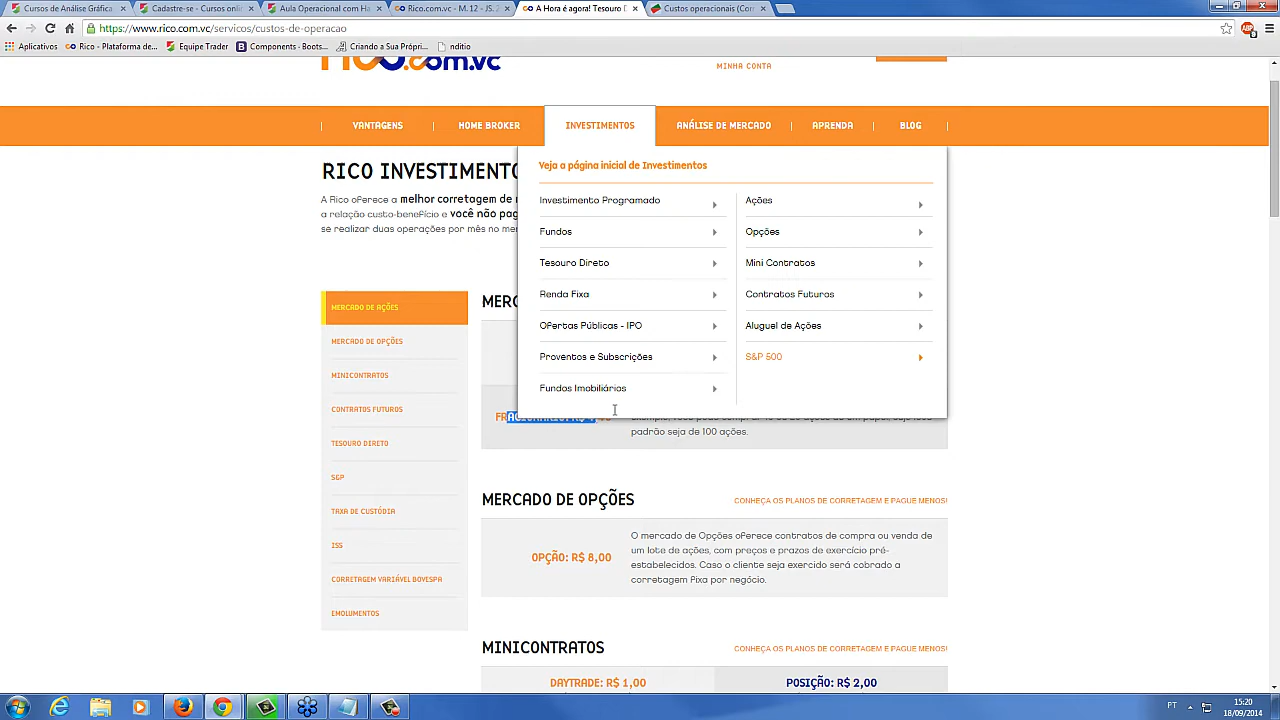 Cursos de Análise Gráfica
Cadastre-se - Cursos onlin
Aula Operacional com Ha
Rico.com.vc - M. 12 - JS. 2
A Hora é agora! Tesouro D
Custos operacionais (Cor
https://www.rico.com.vc/servicos/custos-de-operacao
Aplicativos
Rico - Plataforma de...
Equipe Trader
Components · Boots...
Criando a Sua Própri...
nditio
.com.vc
MINHA CONTA
VANTAGENS
HOME BROKER
INVESTIMENTOS
ANÁLISE DE MERCADO
APRENDA
BLOG
RICO INVESTIMENTO
A Rico oferece a melhor corretagem de
a relação custo-benefício e você não pag
se realizar duas operações por mês no me
Veja a página inicial de Investimentos
Investimento Programado
Fundos
Tesouro Direto
Renda Fixa
Ofertas Públicas - IPO
Proventos e Subscrições
Fundos Imobiliários
Ações
Opções
Mini Contratos
Contratos Futuros
Aluguel de Ações
S&P 500
MERCADO DE AÇÕES
MERCADO DE OPÇÕES
MINICONTRATOS
CONTRATOS FUTUROS
TESOURO DIRETO
S&P
TAXA DE CUSTÓDIA
ISS
CORRETAGEM VARIÁVEL BOVESPA
EMOLUMENTOS
MERC
padrão seja de 100 ações.
MERCADO DE OPÇÕES
CONHEÇA OS PLANOS DE CORRETAGEM E PAGUE MENOS!
OPÇÃO: R$ 8,00
O mercado de Opções oferece contratos de compra ou venda de
um lote de ações, com preços e prazos de exercício pré-
estabelecidos. Caso o cliente seja exercido será cobrado a
corretagem fixa por negócio.
MINICONTRATOS
CONHEÇA OS PLANOS DE CORRETAGEM E PAGUE MENOS!
DAYTRADE: R$ 1,00
POSIÇÃO: R$ 2,00
PT
15:20
18/09/2014